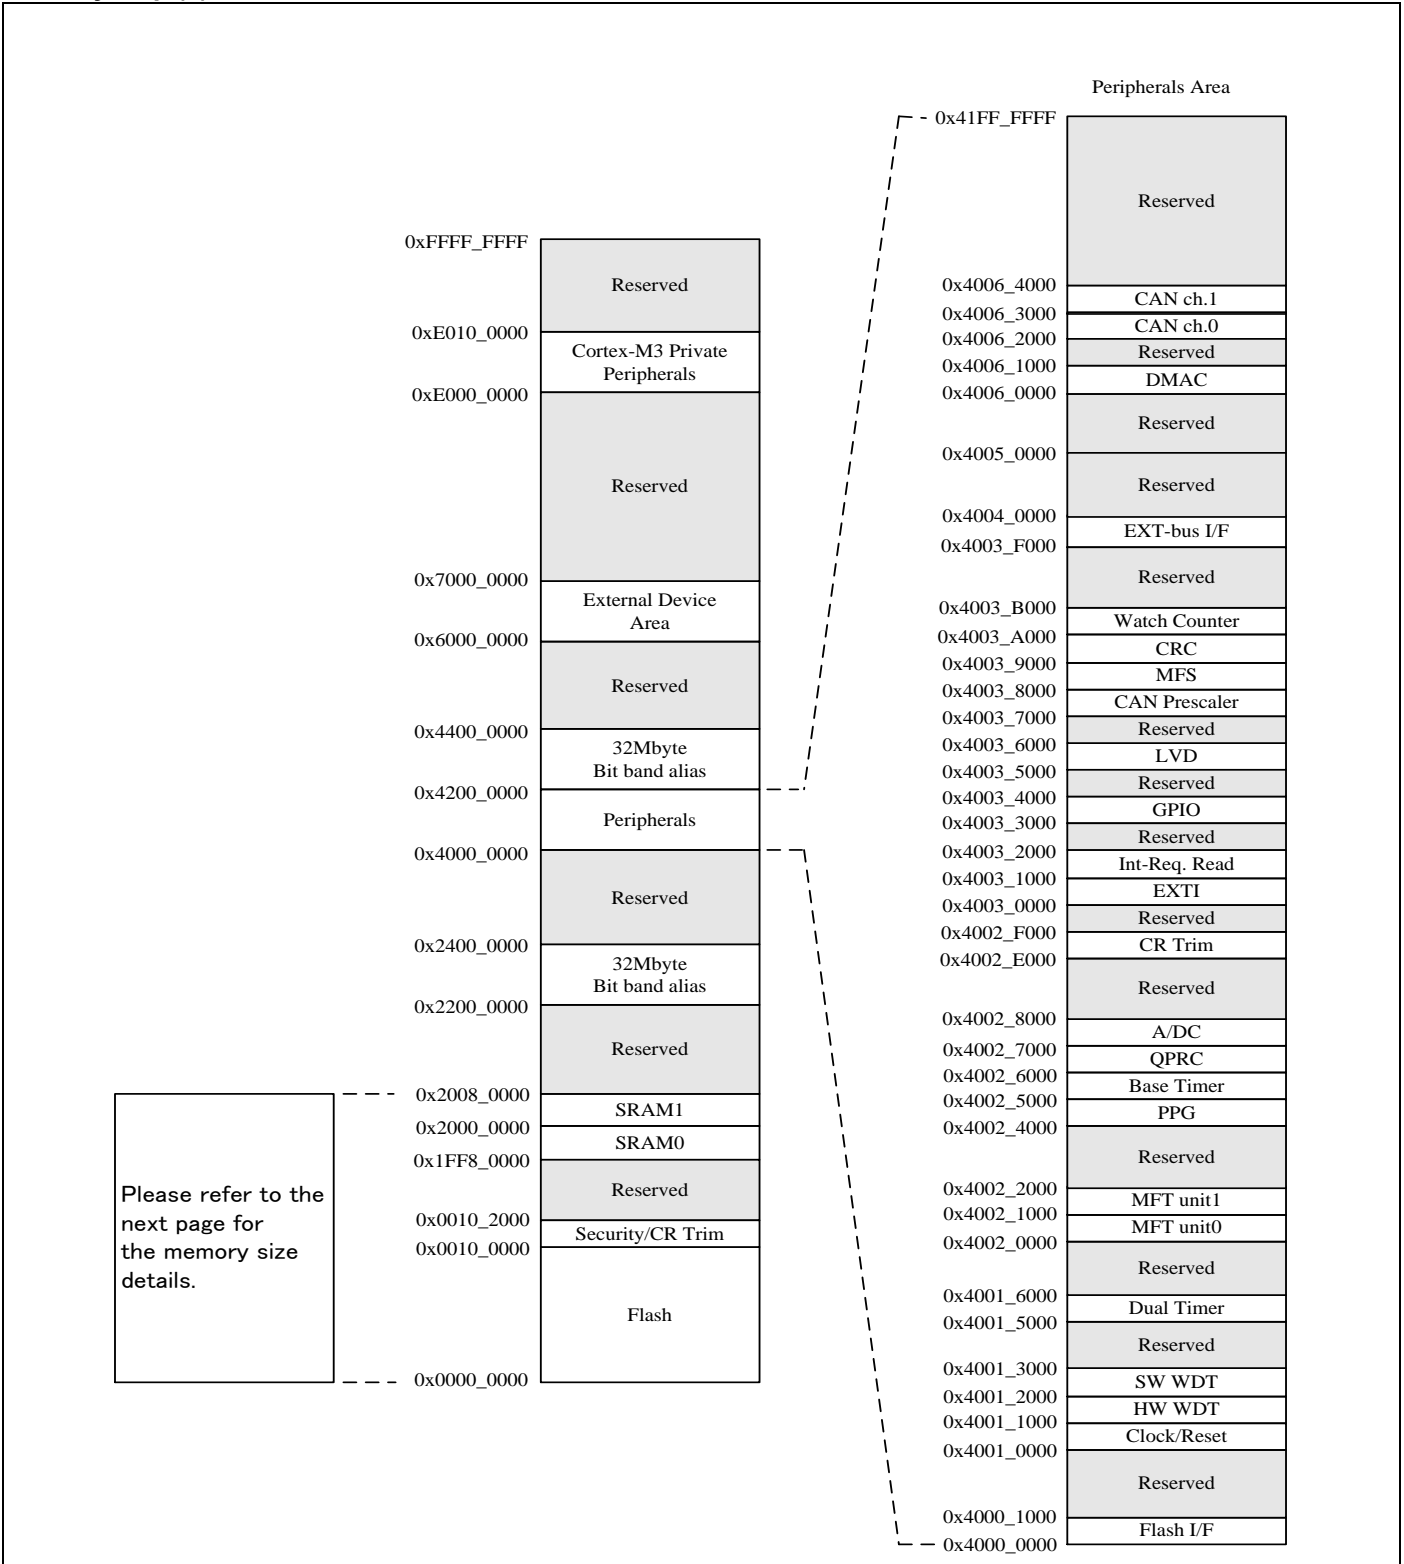 Peripherals Area
0x41FF_FFFF
Reserved
0x4006_4000
CAN ch.1
0x4006_3000
CAN ch.0
0x4006_2000
Reserved
0x4006_1000
DMAC
0x4006_0000
Reserved
0x4005_0000
Reserved
0x4004_0000
EXT-bus I/F
0x4003_F000
Reserved
0x4003_B000
Watch Counter
0x4003_A000
CRC
0x4003_9000
MFS
0x4003_8000
CAN Prescaler
0x4003_7000
Reserved
0x4003_6000
LVD
0x4003_5000
Reserved
0x4003_4000
GPIO
0x4003_3000
Reserved
0x4003_2000
Int-Req. Read
0x4003_1000
EXTI
0x4003_0000
Reserved
0x4002_F000
CR Trim
0x4002_E000
Reserved
0x4002_8000
A/DC
0x4002_7000
QPRC
0x4002_6000
Base Timer
0x4002_5000
PPG
0x4002_4000
Reserved
0x4002_2000
MFT unit1
0x4002_1000
MFT unit0
0x4002_0000
Reserved
0x4001_6000
Dual Timer
0x4001_5000
Reserved
0x4001_3000
SW WDT
0x4001_2000
HW WDT
0x4001_1000
Clock/Reset
0x4001_0000
Reserved
0x4000_1000
Flash I/F
0x4000_0000
0xFFFF_FFFF
Reserved
0xE010_0000
Cortex-M3 Private
Peripherals
0xE000_0000
Reserved
0x7000_0000
External Device
Area
0x6000_0000
Reserved
0x4400_0000
32Mbyte
Bit band alias
0x4200_0000
Peripherals
0x4000_0000
Reserved
0x2400_0000
32Mbyte
Bit band alias
0x2200_0000
Reserved
0x2008_0000
SRAM1
0x2000_0000
SRAM0
0x1FF8_0000
Reserved
0x0010_2000
Security/CR Trim
0x0010_0000
Flash
0x0000_0000
Please refer to the
next page for
the memory size
details.